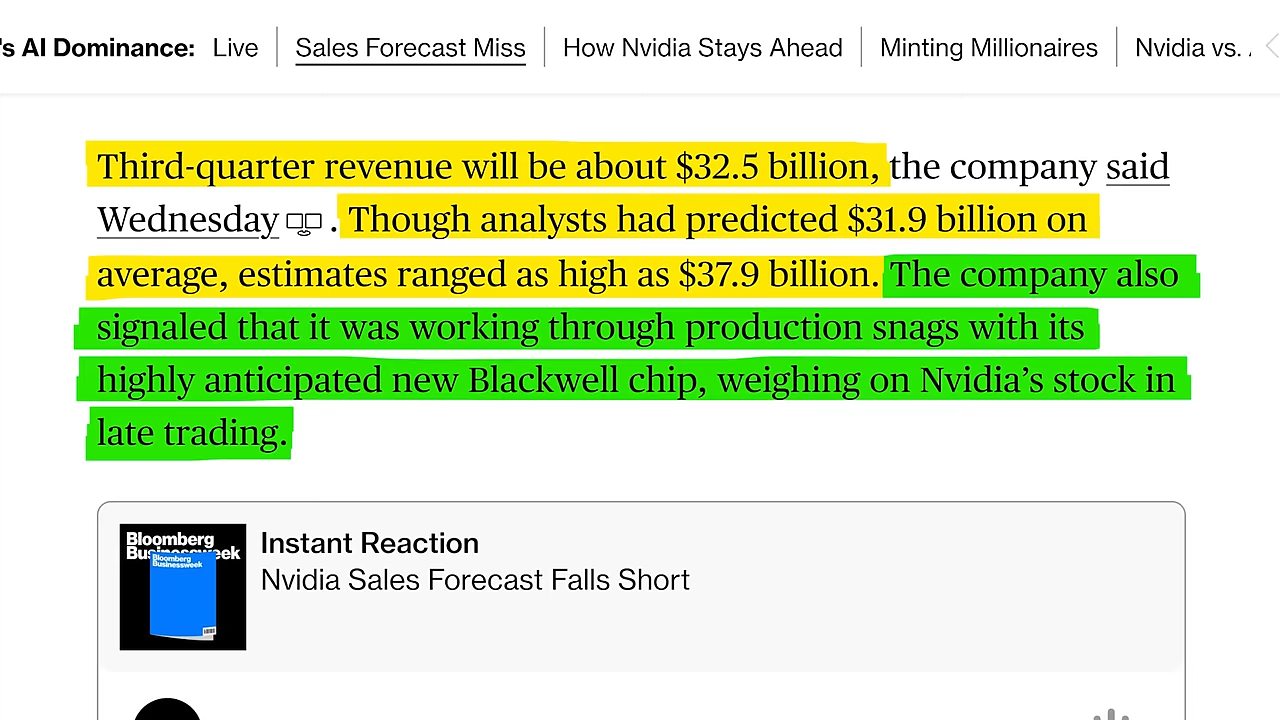 's AI Dominance: Live Sales Forecast Miss How Nvidia Stays Ahead Minting Millionaires Nvidia vs.
Third-quarter revenue will be about $32.5 billion, the company said
Wednesday. Though analysts had predicted $31.9 billion on
average, estimates ranged as high as $37.9 billion. The company also
signaled that it was working through production snags with its
highly anticipated new Blackwell chip, weighing on Nvidia’s stock in
late trading.
Bloomberg
Businessweek
Bloomberg
Businessweek
Instant Reaction
Nvidia Sales Forecast Falls Short